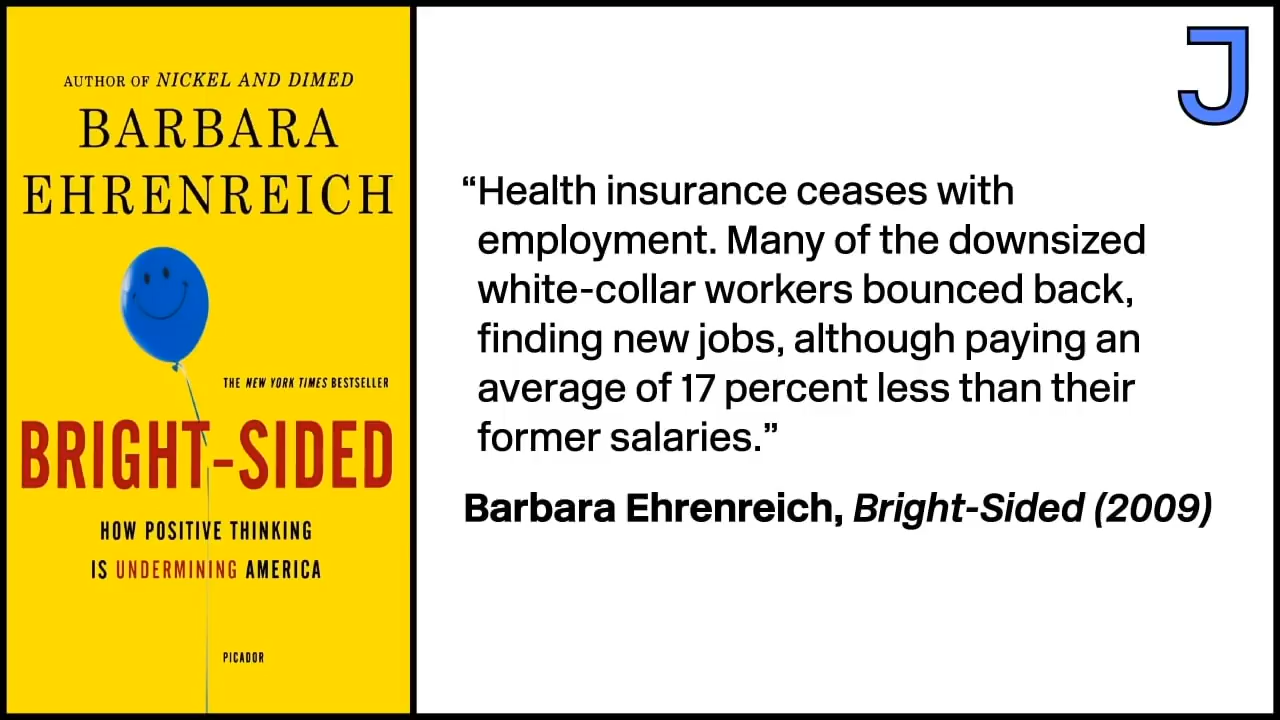 AUTHOR OF NICKEL AND DIMED
BARBARA
EHRENREICH
THE NEW YORK TIMES BESTSELLER
BRIGHT-SIDED
HOW POSITIVE THINKING
IS UNDERMINING AMERICA
PICADOR
J
“Health insurance ceases with
employment. Many of the downsized
white-collar workers bounced back,
finding new jobs, although paying an
average of 17 percent less than their
former salaries.”
Barbara Ehrenreich, Bright-Sided (2009)